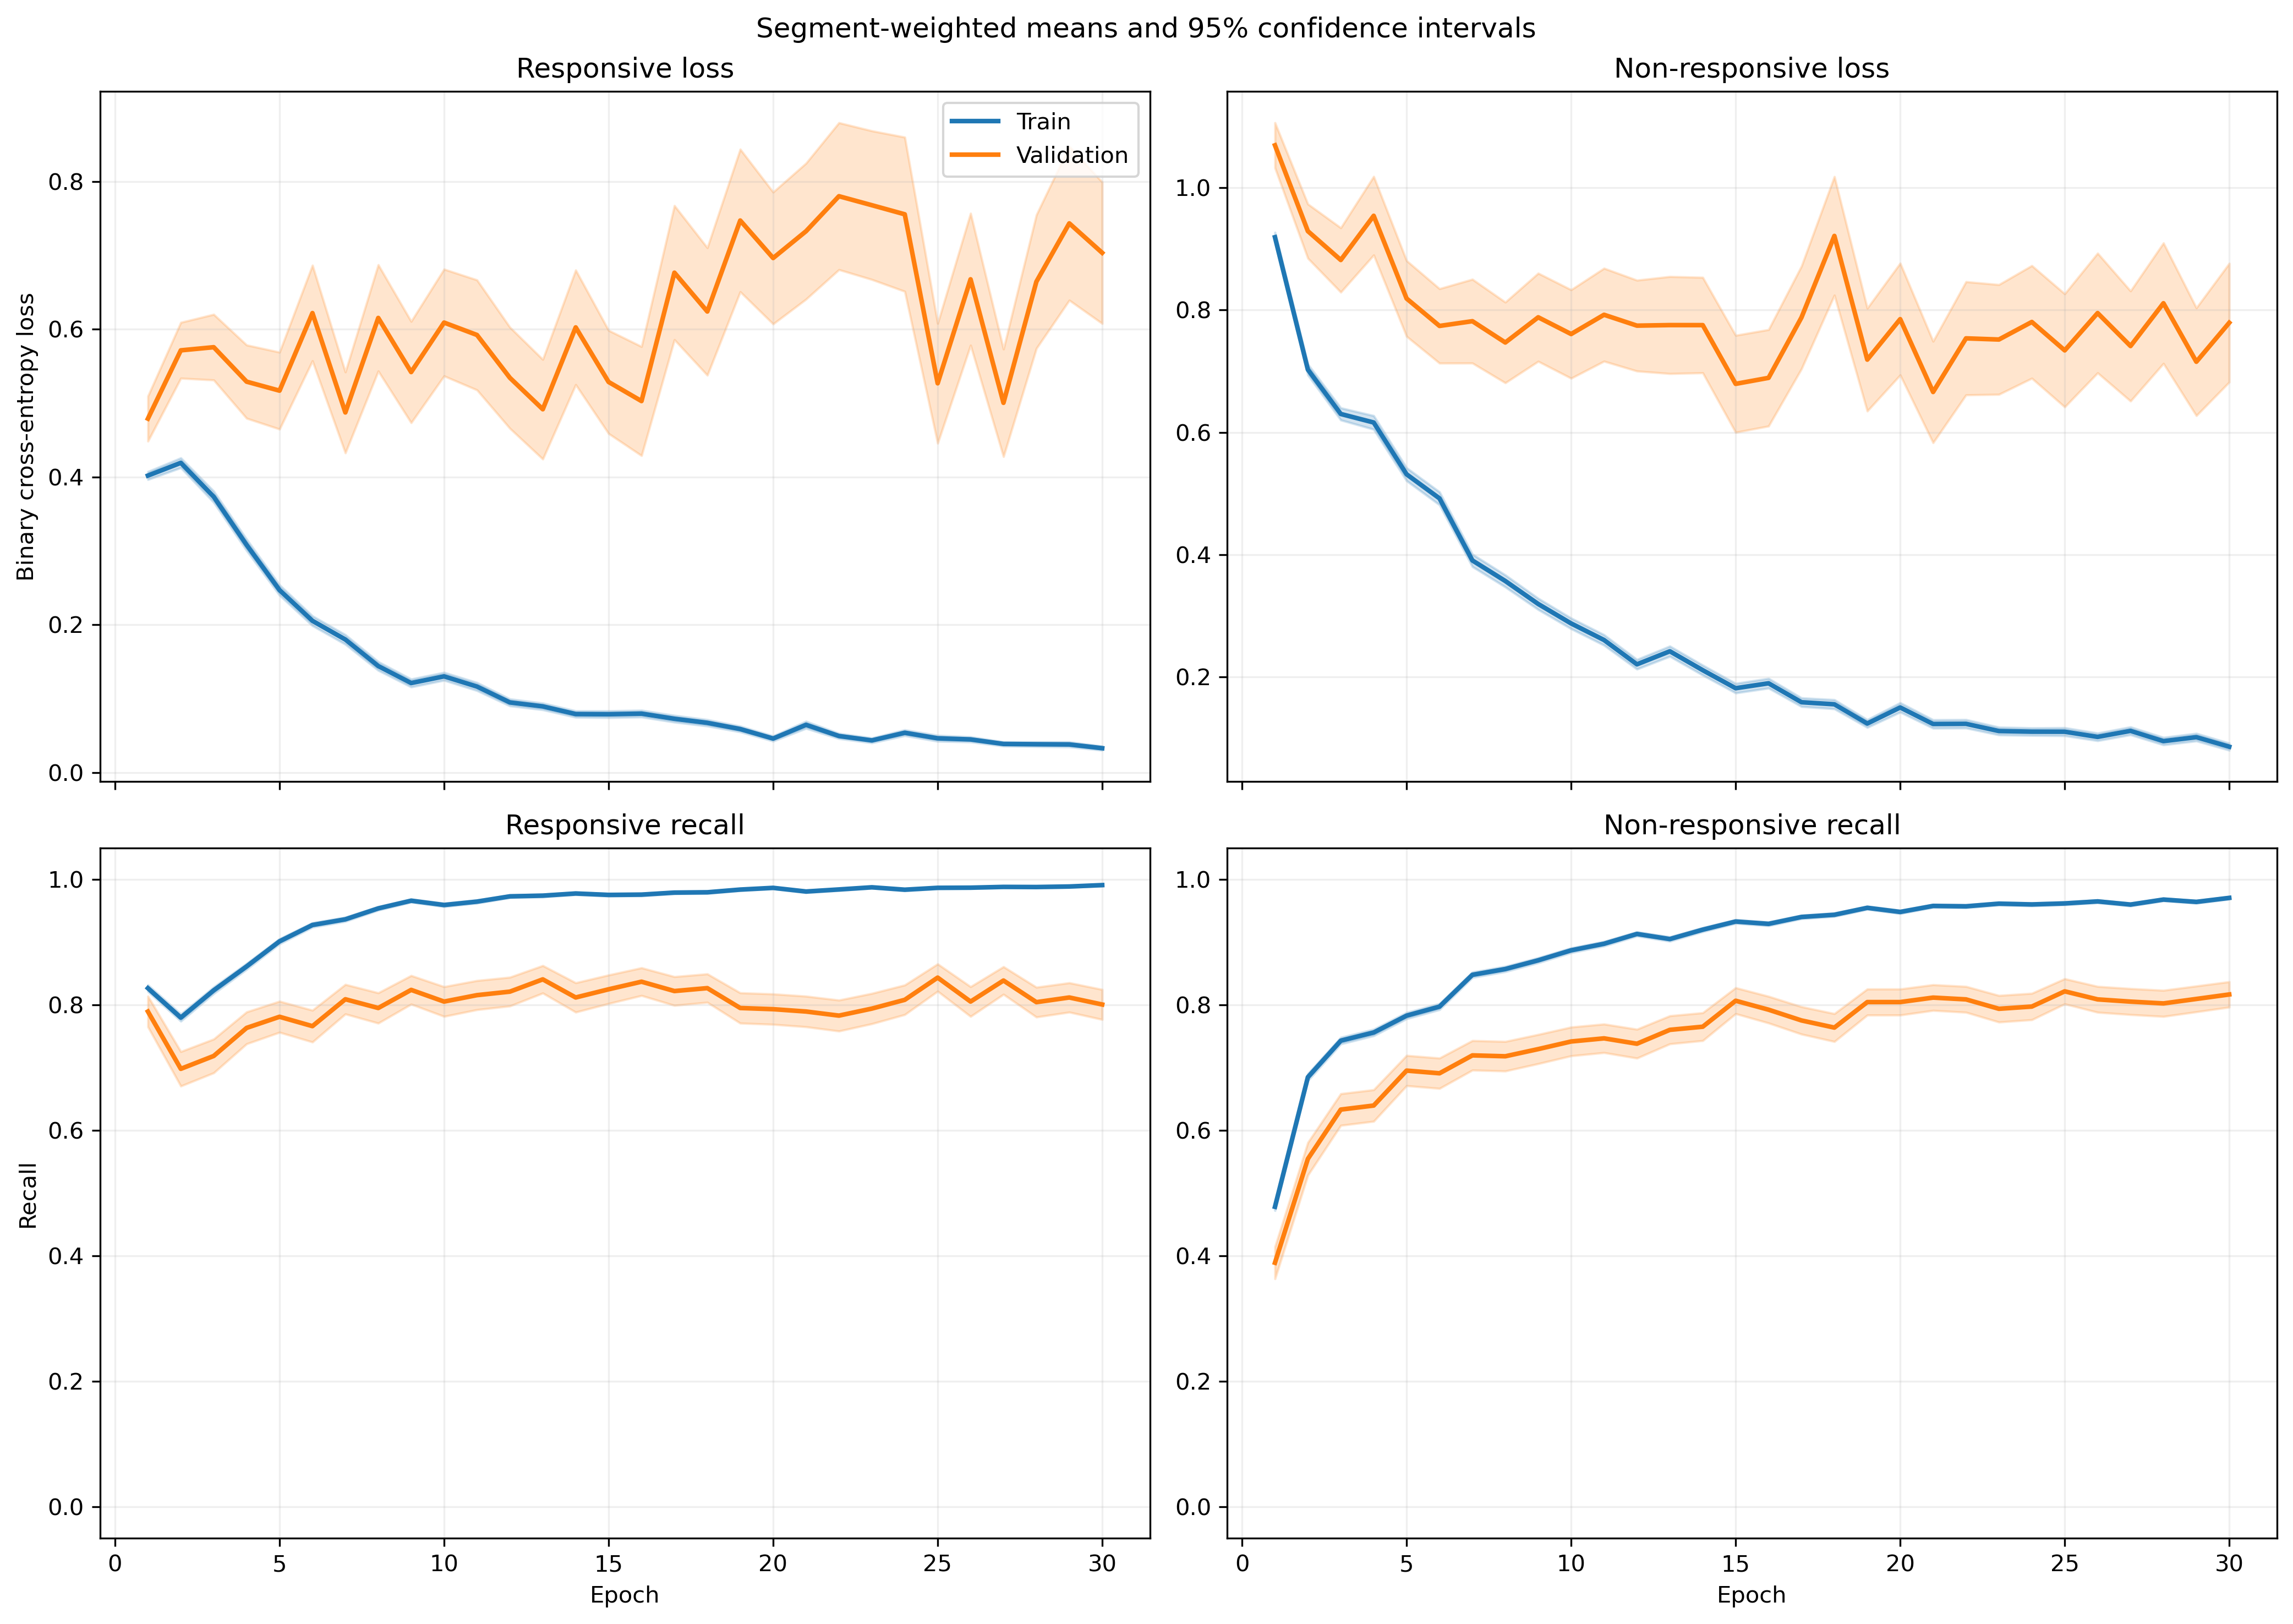 Segment-weighted means and 95% confidence intervals
Responsive loss
Non-responsive loss
Binary cross-entropy loss
0.8
0.6
0.4
0.2
0.0
Train
Validation
1.0
0.8
0.6
0.4
0.2
Responsive recall
Non-responsive recall
Recall
1.0
0.8
0.6
0.4
0.2
0.0
0 5 10 15 20 25 30
Epoch
1.0
0.8
0.6
0.4
0.2
0.0
0 5 10 15 20 25 30
Epoch